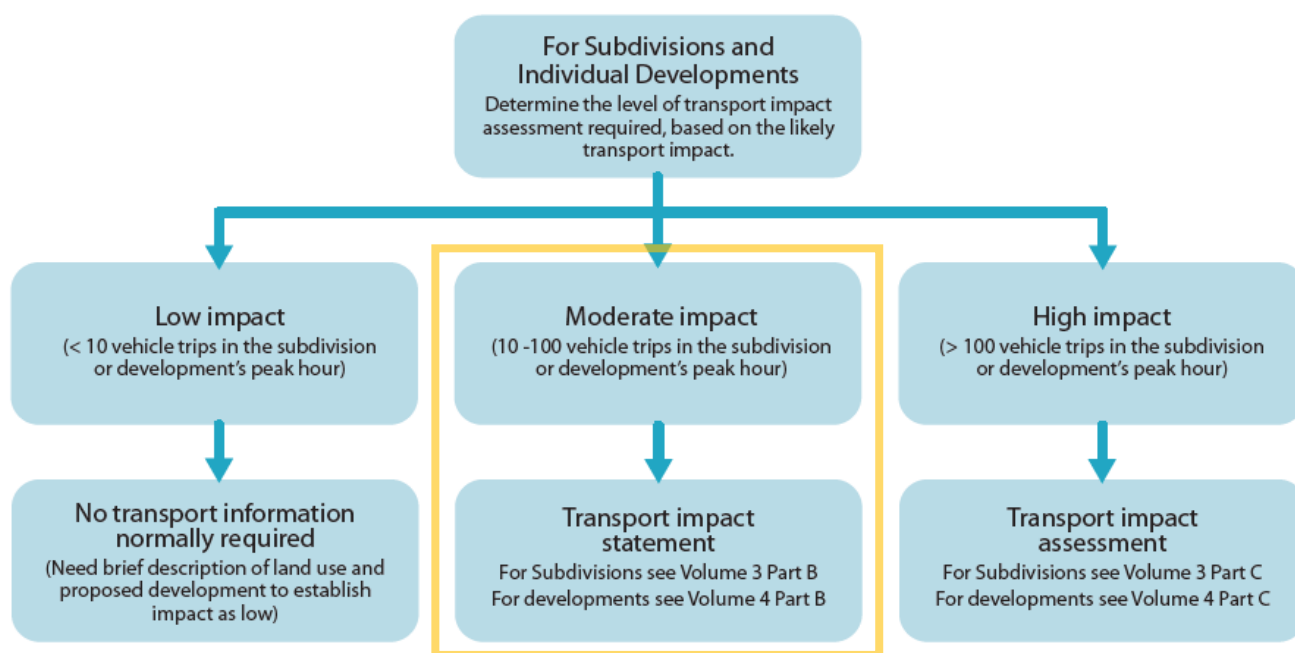 For Subdivisions and
Individual Developments
Determine the level of transport impact
assessment required, based on the likely
transport impact.
Low impact
(< 10 vehicle trips in the subdivision
or development’s peak hour)
Moderate impact
(10 -100 vehicle trips in the subdivision
or development’s peak hour)
High impact
(> 100 vehicle trips in the subdivision
or development’s peak hour)
No transport information
normally required
(Need brief description of land use and
proposed development to establish
impact as low)
Transport impact
statement
For Subdivisions see Volume 3 Part B
For developments see Volume 4 Part B
Transport impact
assessment
For Subdivisions see Volume 3 Part C
For developments see Volume 4 Part C